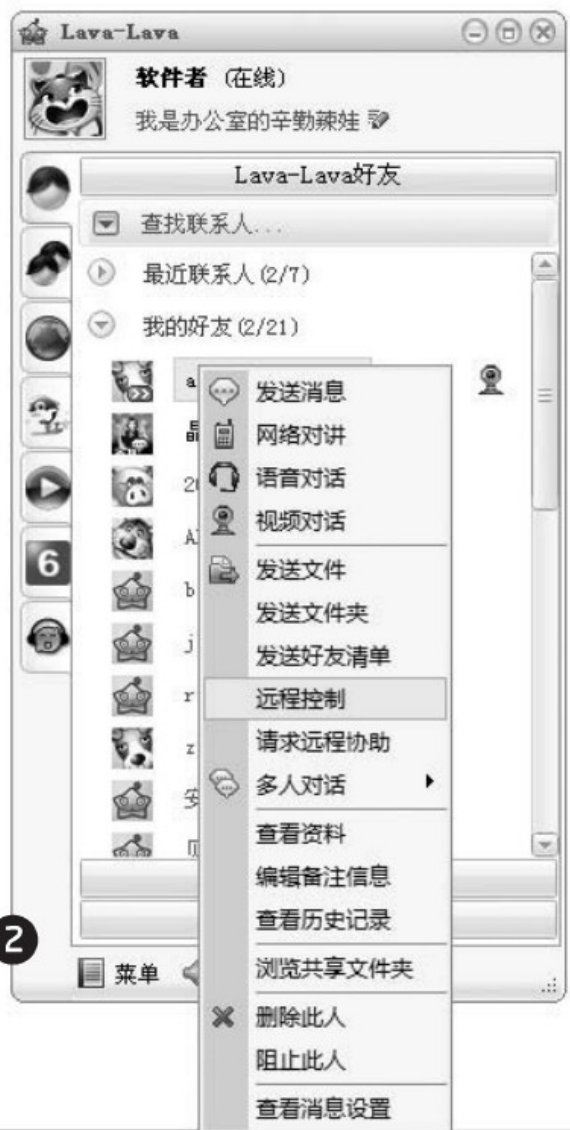 Lava-Lava
软件者 (在线)
我是办公室的辛勤辣娃
Lava-Lava好友
查找联系人...
最近联系人(2/7)
我的好友(2/21)
a
发送消息
网络对讲
2
语音对话
A
视频对话
6
b
发送文件
发送文件夹
j
发送好友清单
r
远程控制
z
请求远程协助
安
多人对话
查看资料
编辑备注信息
查看历史记录
2
菜单
浏览共享文件夹
删除此人
阻止此人
查看消息设置